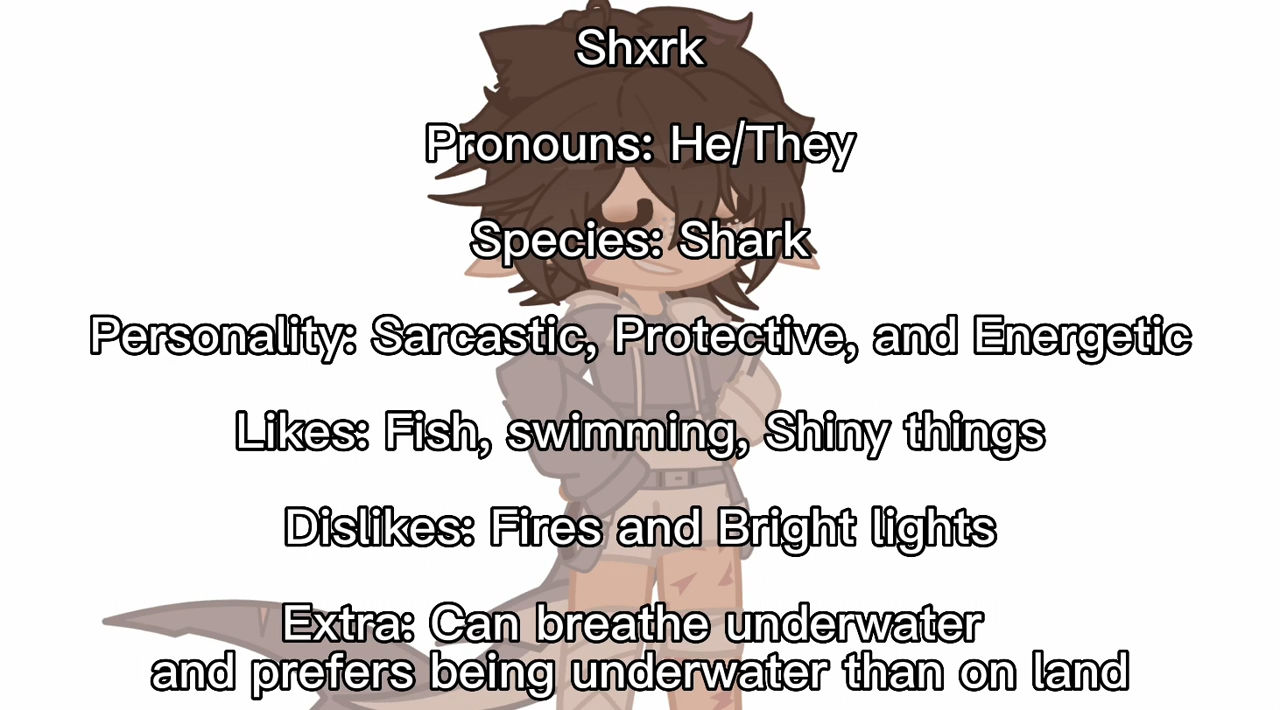 Shxrk
Pronouns: He/They
Species: Shark
Personality: Sarcastic, Protective, and Energetic
Likes: Fish, swimming, Shiny things
Dislikes: Fires and Bright lights
Extra: Can breathe underwater
and prefers being underwater than on land